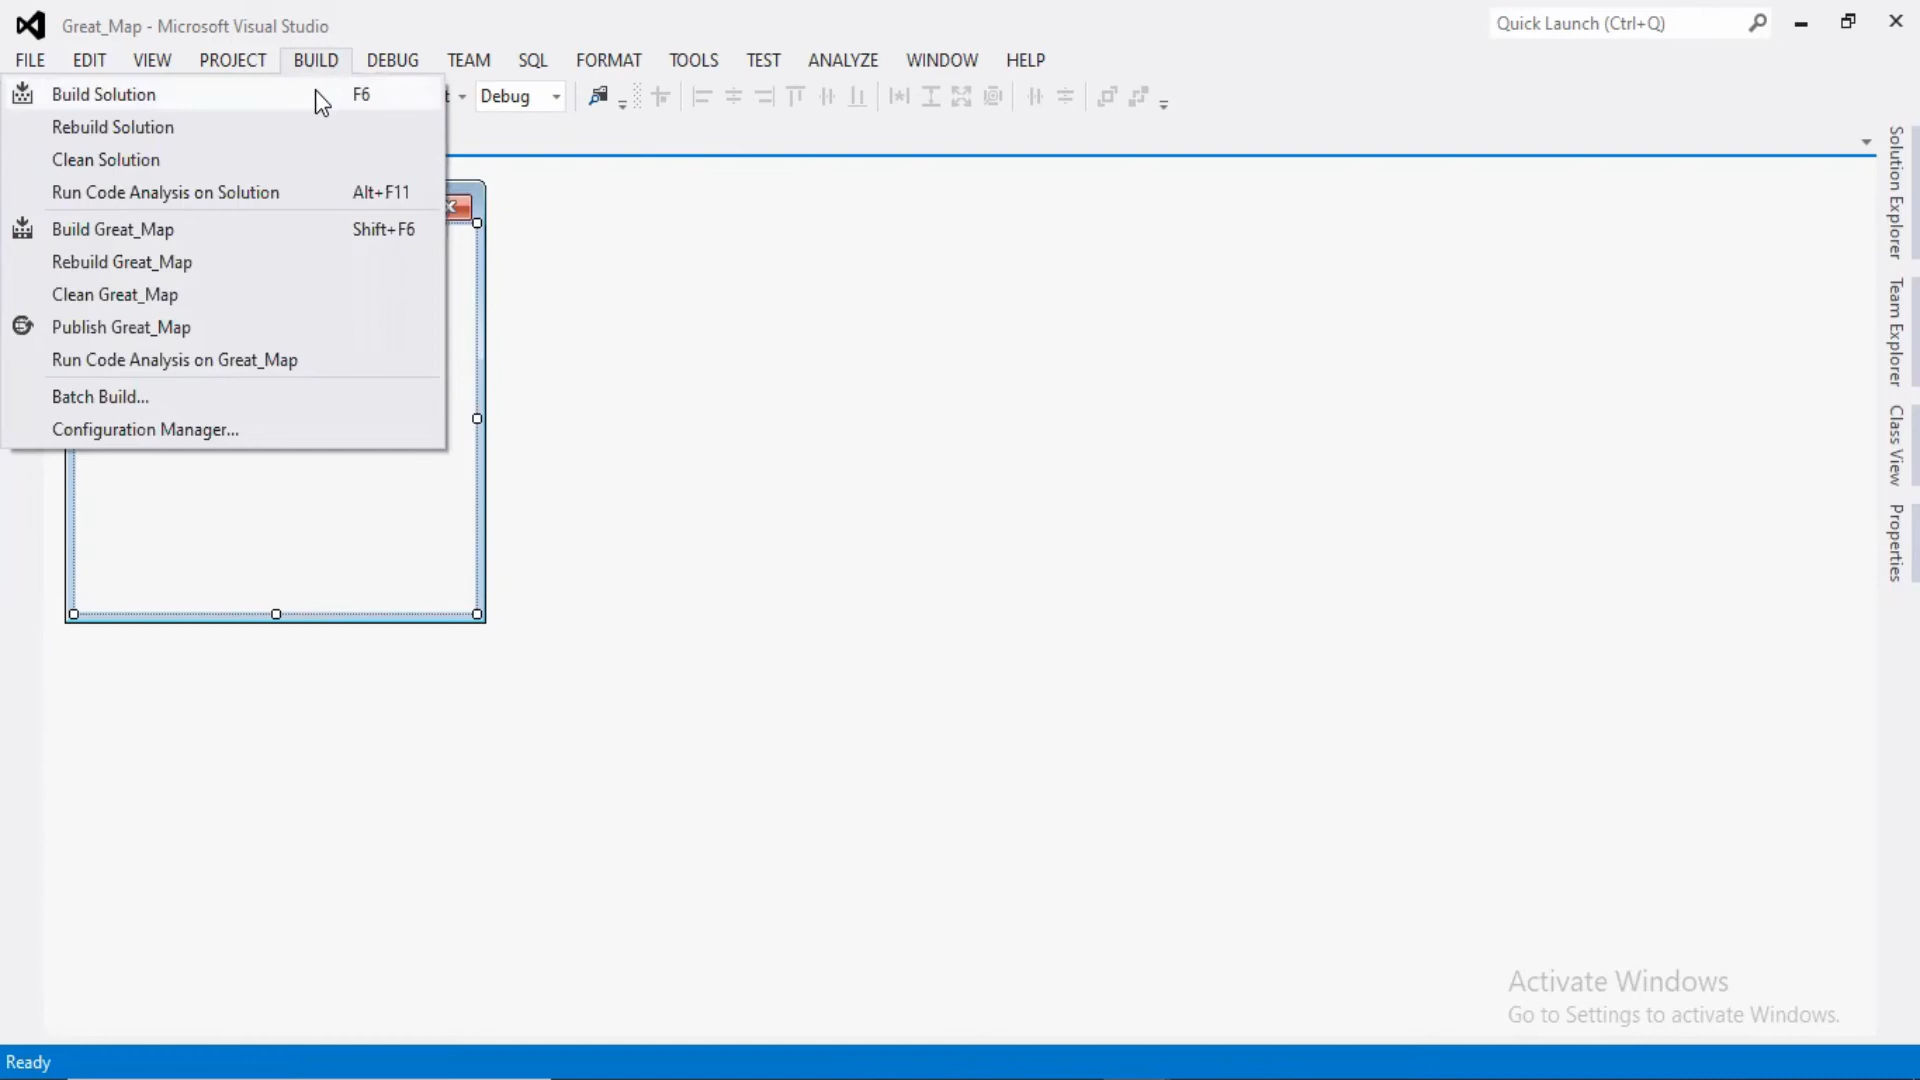 Great_Map - Microsoft Visual Studio
Quick Launch (Ctrl+Q)
FILE EDIT VIEW PROJECT BUILD DEBUG TEAM SQL FORMAT TOOLS TEST ANALYZE WINDOW HELP
Build Solution F6
Debug
Rebuild Solution
Clean Solution
Run Code Analysis on Solution Alt+F11
Build Great_Map Shift+F6
Rebuild Great_Map
Clean Great_Map
Publish Great_Map
Run Code Analysis on Great_Map
Batch Build...
Configuration Manager...
Solution Explorer
Team Explorer
Class View
Properties
Activate Windows
Go to Settings to activate Windows.
Ready